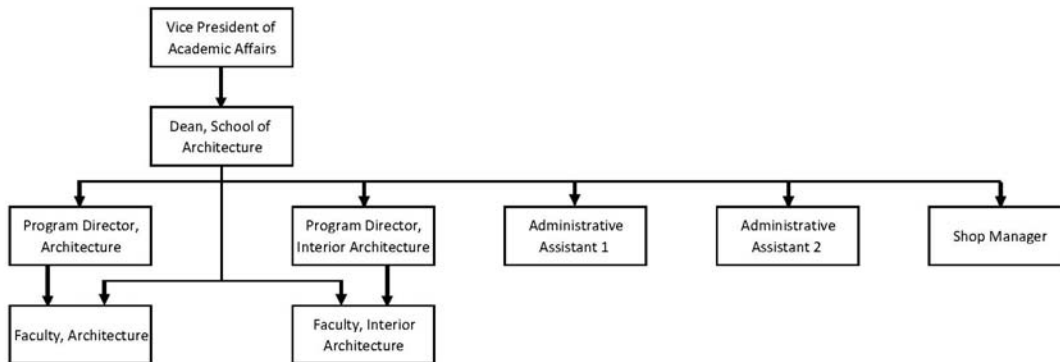 Vice President of
Academic Affairs
Dean, School of
Architecture
Program Director,
Architecture
Program Director,
Interior Architecture
Administrative
Assistant 1
Administrative
Assistant 2
Shop Manager
Faculty, Architecture
Faculty, Interior
Architecture